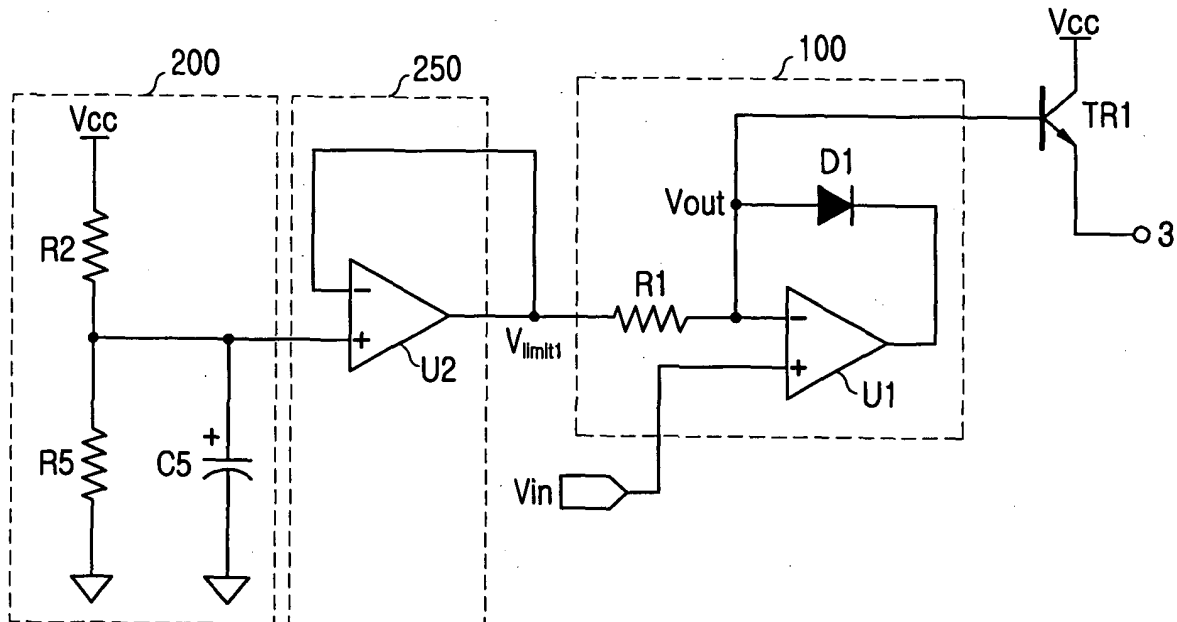 200
250
100
Vcc
Vcc
TR1
D1
R2
Vout
3
R1
−
−
+
Vlimit1
+
U2
U1
+
R5
C5
Vin